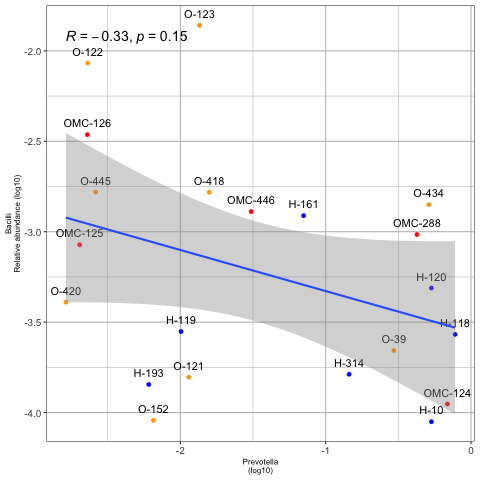 O-123
R = −0.33, p = 0.15
O-122
-2.0
OMC-126
-2.5
O-445
O-418
OMC-446
H-161
O-434
OMC-288
-3.0
OMC-125
H-120
O-420
-3.5
H-119
H-118
O-39
H-193
O-121
H-314
OMC-124
O-152
H-10
-4.0
Bacilli
Relative abundance (log10)
-2
-1
0
Prevotella
(log10)